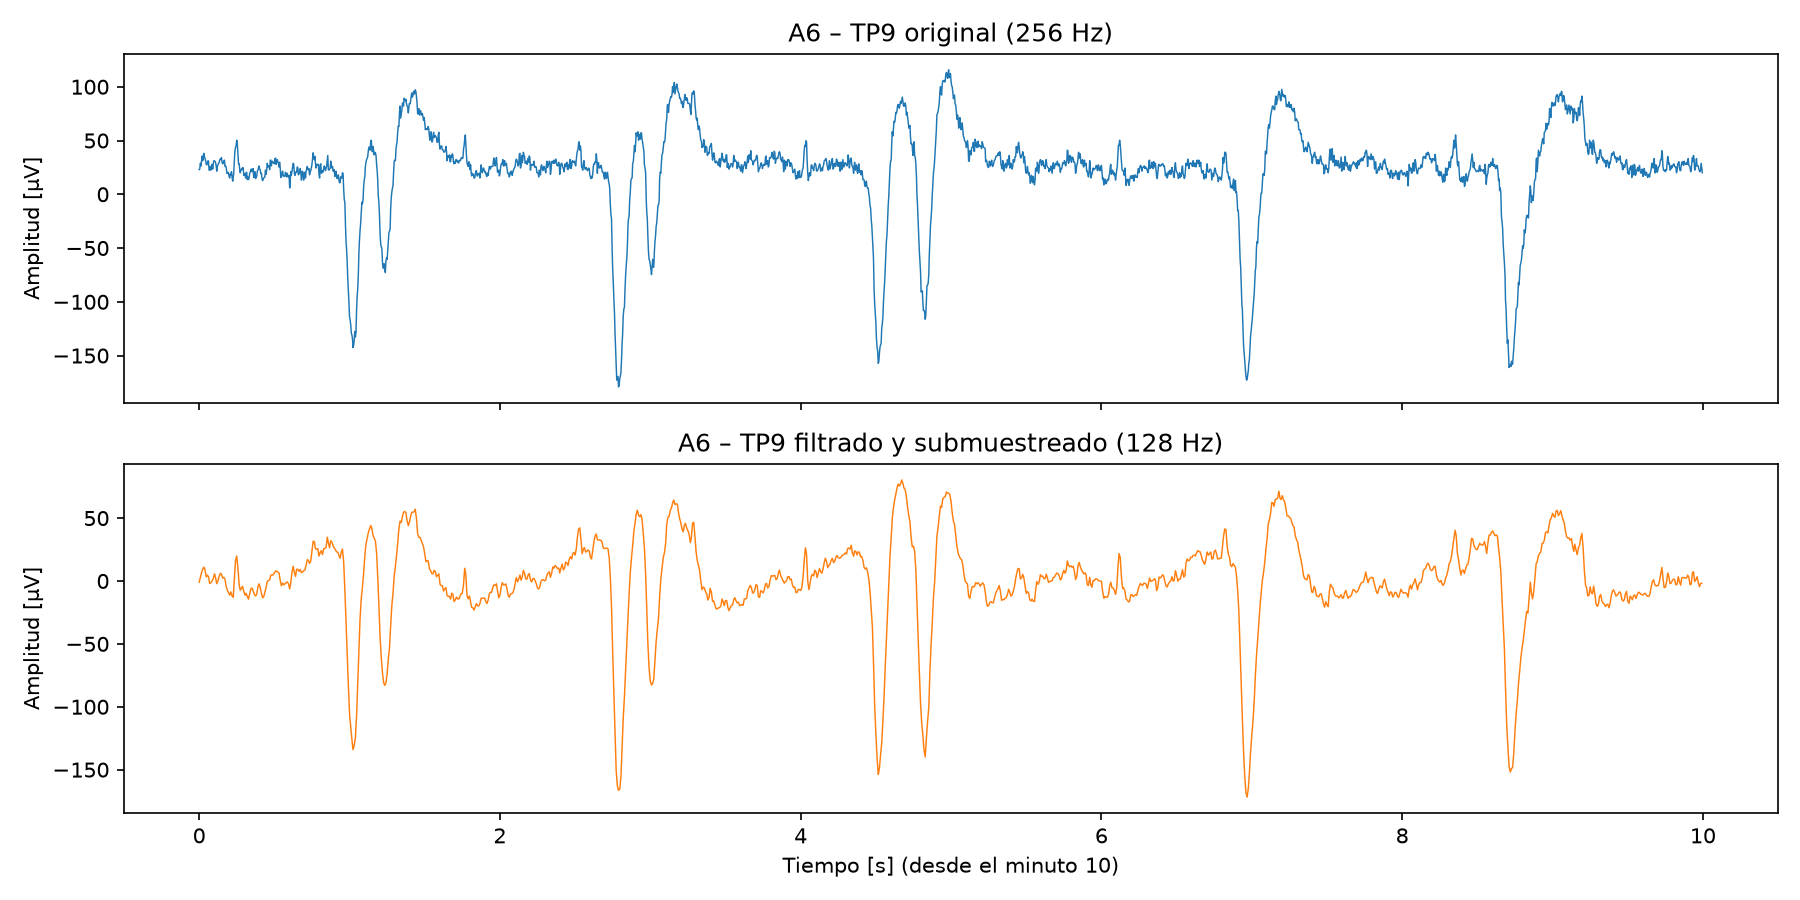 A6 – TP9 original (256 Hz)
100
50
0
−50
−100
−150
Amplitud [µV]
A6 – TP9 filtrado y submuestreado (128 Hz)
50
0
−50
−100
−150
Amplitud [µV]
0 2 4 6 8 10
Tiempo [s] (desde el minuto 10)